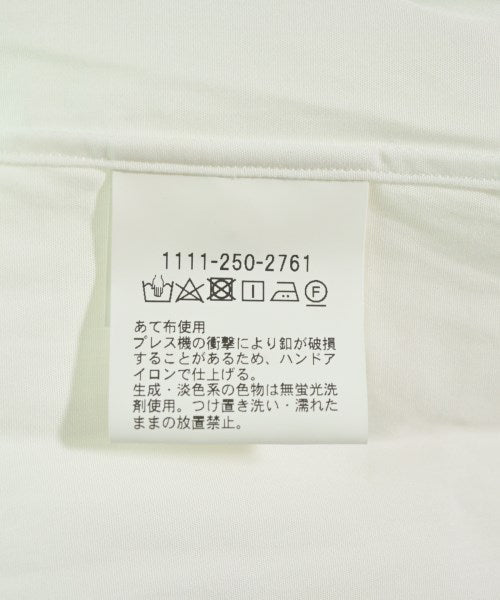 1111-250-2761
F
あて布使用
プレス機の衝撃により釦が破損
することがあるため、ハンドア
イロンで仕上げる。
生成・淡色系の色物は無蛍光洗
剤使用。つけ置き洗い・濡れた
ままの放置禁止。